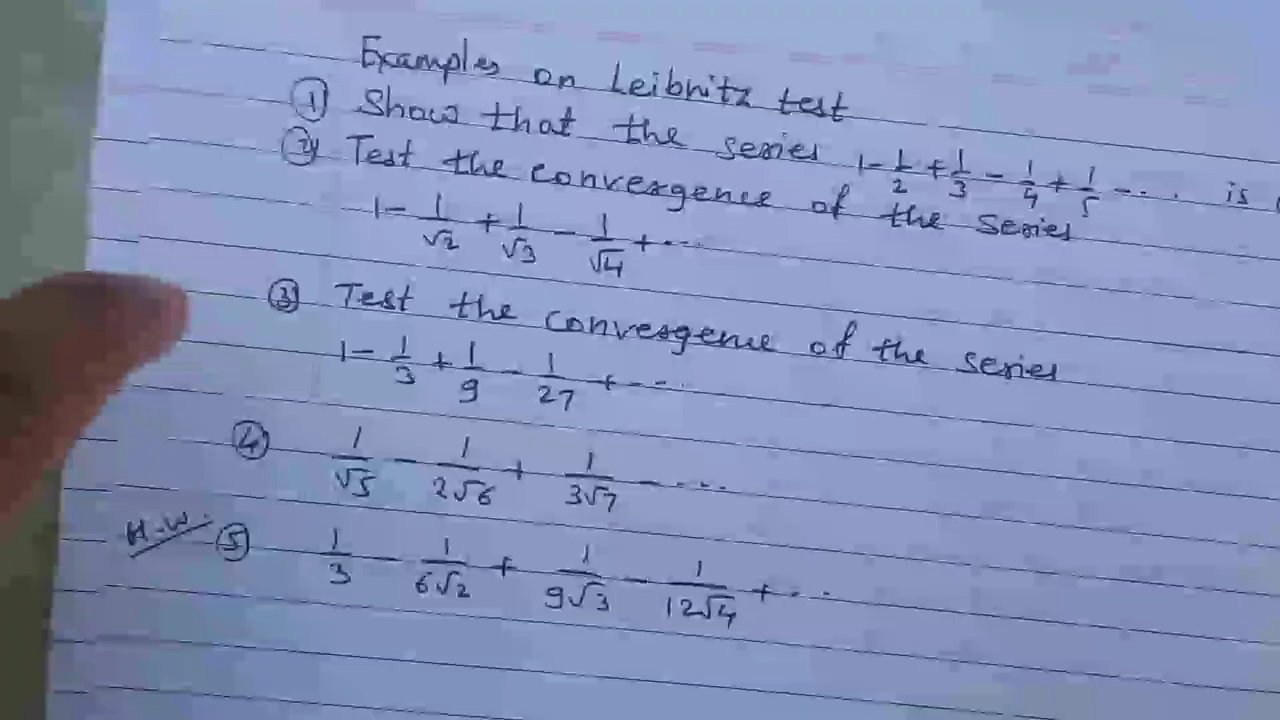 Examples on Leibnitz test
① Show that the series 1 - 1/2 + 1/3 - 1/4 + 1/5 - .... is
② Test the convergence of the series
1 - 1/√2 + 1/√3 - 1/√4 + ....
③ Test the convergence of the series
1 - 1/3 + 1/9 - 1/27 + ....
④ 1/√5 - 1/2√6 + 1/3√7 - ....
H.W. ⑤ 1/3 - 1/6√2 + 1/9√3 - 1/12√4 + ...